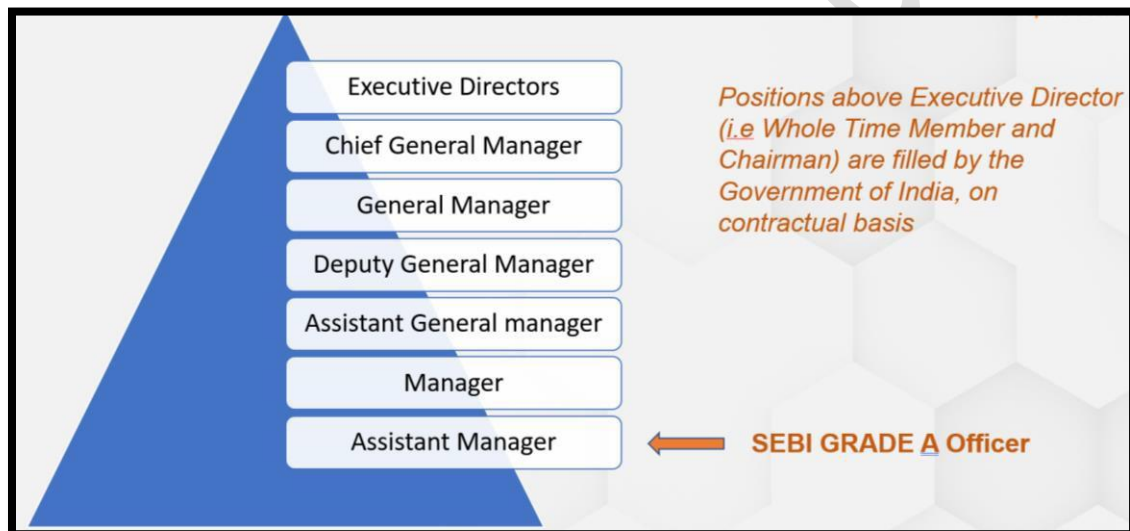 Executive Directors
Chief General Manager
General Manager
Deputy General Manager
Assistant General manager
Manager
Assistant Manager
Positions above Executive Director
(i.e Whole Time Member and
Chairman) are filled by the
Government of India, on
contractual basis
SEBI GRADE A Officer